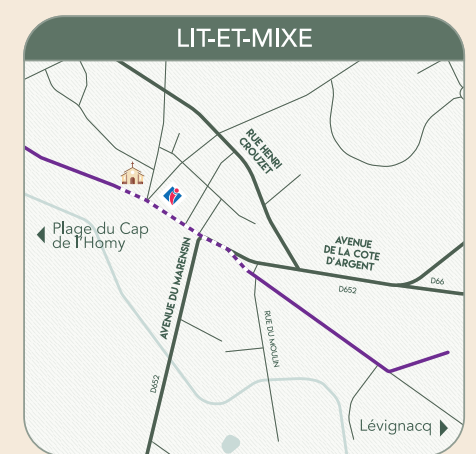 LIT-ET-MIXE
RUE HENRI
CROUZET
Plage du Cap
de l'Homy
AVENUE
DE LA COTE
D'ARGENT
D66
D652
AVENUE DU MARENSIN
RUE DU MOULIN
D652
Lévignacq